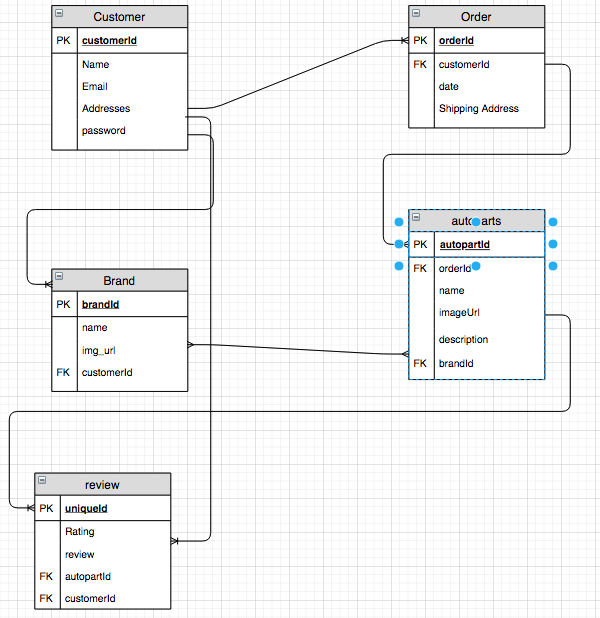 Customer
PK customerId
Name
Email
Addresses
password
Order
PK orderId
FK customerId
date
Shipping Address
autoparts
PK autopartId
FK orderId
name
imageUrl
description
FK brandId
Brand
PK brandId
name
img_url
FK customerId
review
PK uniqueId
Rating
review
FK autopartId
FK customerId